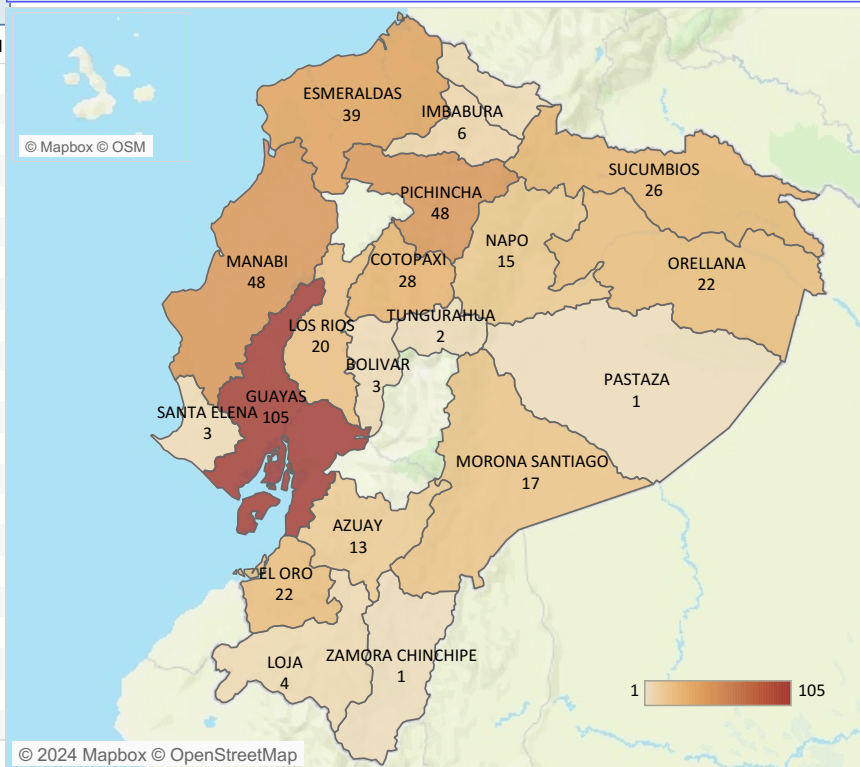 ESMERALDAS
39
IMBABURA
6
© Mapbox © OSM
SUCUMBIOS
26
PICHINCHA
48
NAPO
15
MANABI
48
COTOPAXI
28
ORELLANA
22
TUNGURAHUA
2
LOS RIOS
20
BOLIVAR
3
PASTAZA
1
GUAYAS
105
SANTA ELENA
3
MORONA SANTIAGO
17
AZUAY
13
EL ORO
22
ZAMORA CHINCHIPE
1
LOJA
4
1 105
© 2024 Mapbox © OpenStreetMap